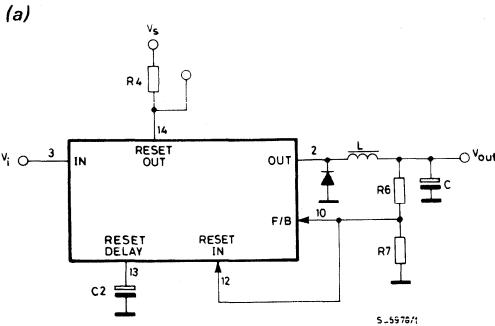 (a)
Vs
R4
14
Vi
3
IN
RESET
OUT
OUT
2
L
Vout
R6
C
F/B
10
R7
RESET
DELAY
RESET
IN
13
12
C2
S-5978/1